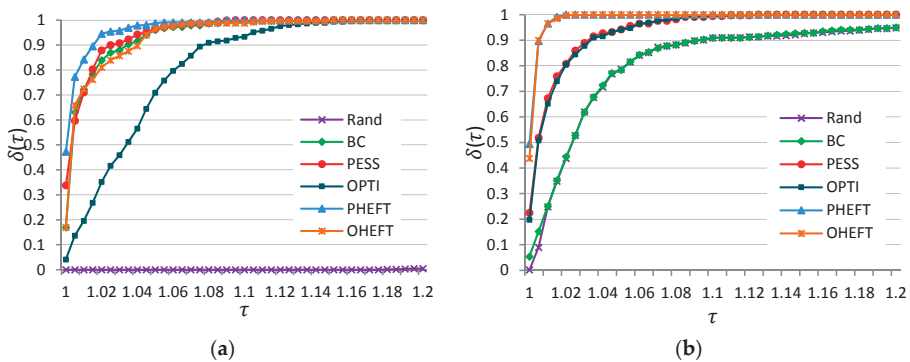 δ(τ)
1
0.9
0.8
0.7
0.6
0.5
0.4
0.3
0.2
0.1
0
1 1.02 1.04 1.06 1.08 1.1 1.12 1.14 1.16 1.18 1.2
τ
Rand
BC
PESS
OPTI
PHEFT
OHEFT
(a)
δ(τ)
1
0.9
0.8
0.7
0.6
0.5
0.4
0.3
0.2
0.1
0
1 1.02 1.04 1.06 1.08 1.1 1.12 1.14 1.16 1.18 1.2
τ
Rand
BC
PESS
OPTI
PHEFT
OHEFT
(b)